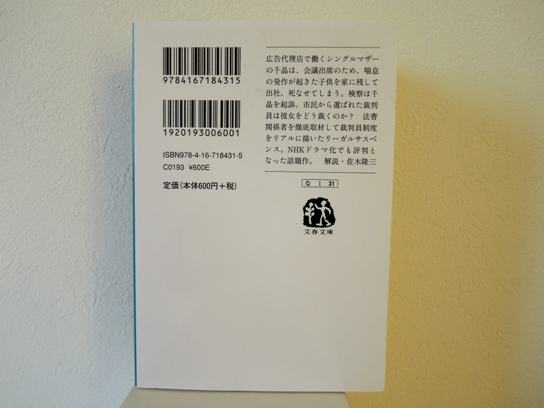 9784167184315
1920193006001
ISBN978-4-16-718431-5
C0193 ¥600E
定価(本体600円+税)
広告代理店で働くシングルマザー
の千晶は、会議出席のため、喘息
の発作が起きた子供を家に残して
出社、死なせてしまう。検察は千
晶を起訴。市民から選ばれた裁判
員は彼女をどう裁くのか? 法曹
関係者を徹底取材して裁判員制度
をリアルに描いたリーガルサスペ
ンス。NHKドラマ化でも評判と
なった話題作。 解説・佐木隆三
な 1 31
文春文庫